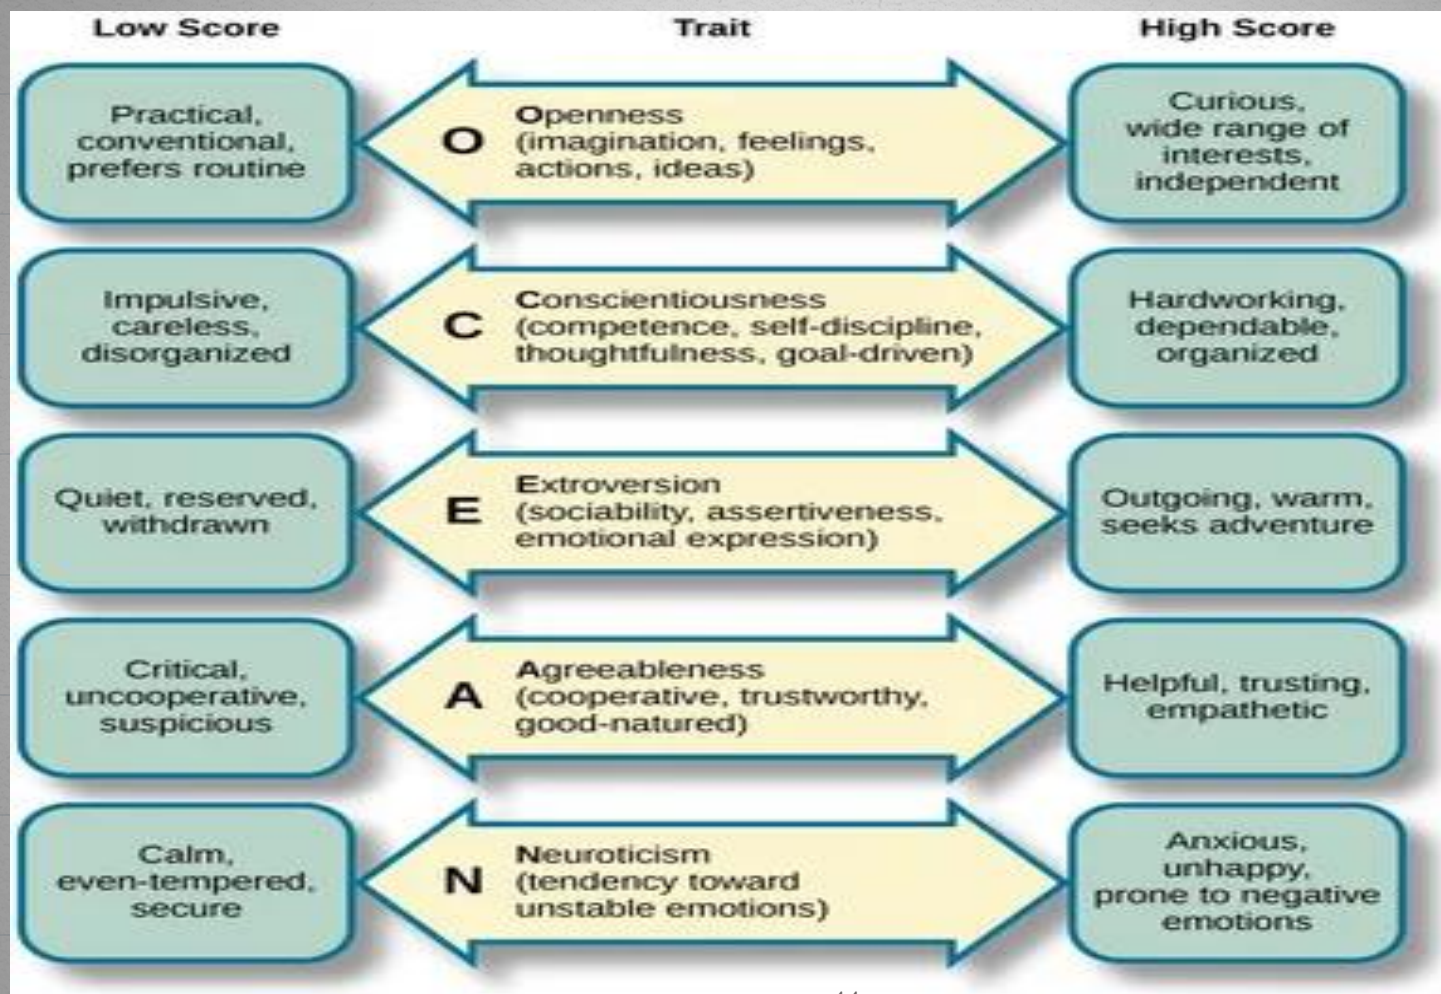 Low Score Trait High Score
Practical,
conventional,
prefers routine
O
Openness
(imagination, feelings,
actions, ideas)
Curious,
wide range of
interests,
independent
Impulsive,
careless,
disorganized
C
Conscientiousness
(competence, self-discipline,
thoughtfulness, goal-driven)
Hardworking,
dependable,
organized
Quiet, reserved,
withdrawn
E
Extroversion
(sociability, assertiveness,
emotional expression)
Outgoing, warm,
seeks adventure
Critical,
uncooperative,
suspicious
A
Agreeableness
(cooperative, trustworthy,
good-natured)
Helpful, trusting,
empathetic
Calm,
even-tempered,
secure
N
Neuroticism
(tendency toward
unstable emotions)
Anxious,
unhappy,
prone to negative
emotions